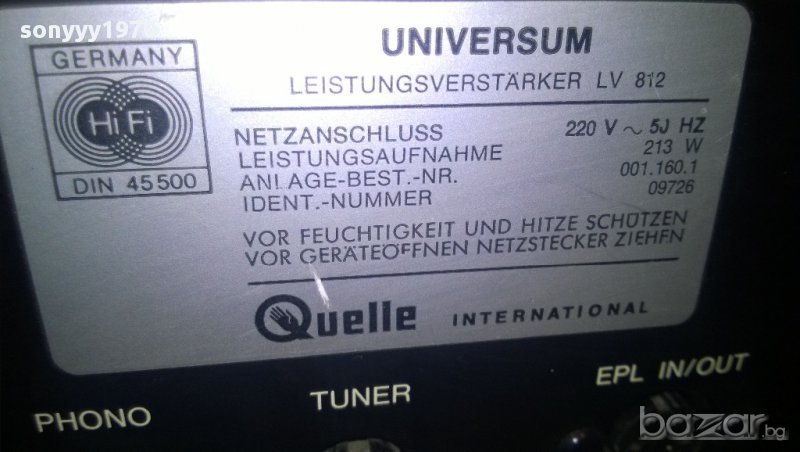 sonyyy197
GERMANY
Hi Fi
DIN 45500
UNIVERSUM
LEISTUNGSVERSTÄRKER LV 812
NETZANSCHLUSS 220 V ~ 50 HZ
LEISTUNGSAUFNAHME 213 W
ANLAGE-BEST.-NR. 001.160.1
IDENT.-NUMMER 09726
VOR FEUCHTIGKEIT UND HITZE SCHÜTZEN
VOR GERÄTEÖFFNEN NETZSTECKER ZIEHEN
Quelle INTERNATIONAL
PHONO TUNER EPL IN/OUT
bazar.bg